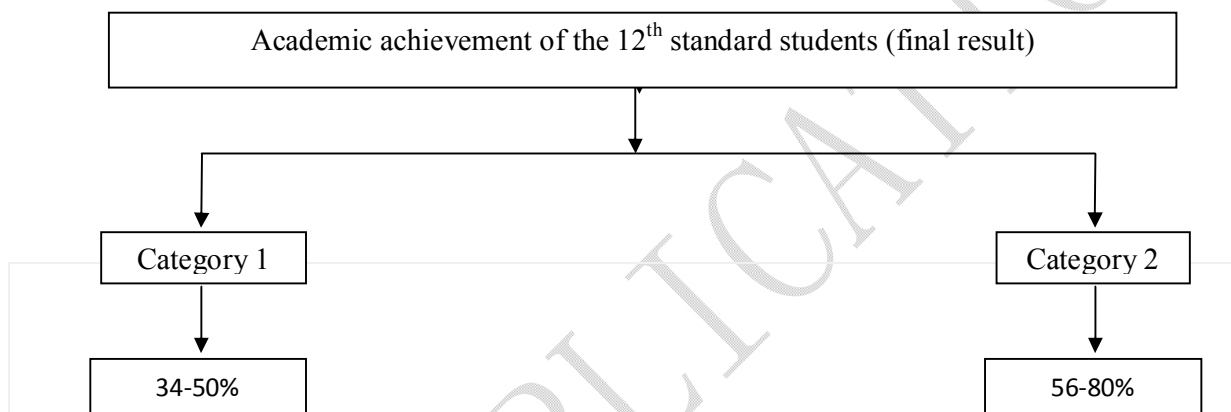 Academic achievement of the 12th standard students (final result)
Category 1
Category 2
34-50%
56-80%